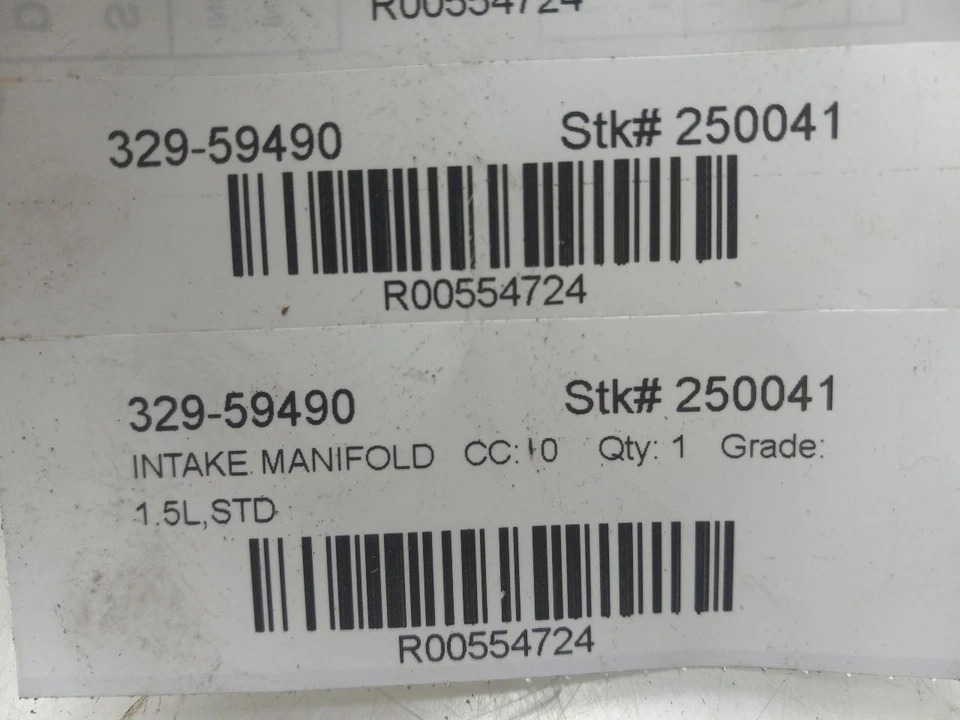 R00554724
329-59490 Stk# 250041
R00554724
329-59490 Stk# 250041
INTAKE MANIFOLD CC: 0 Qty: 1 Grade:
1.5L,STD
R00554724